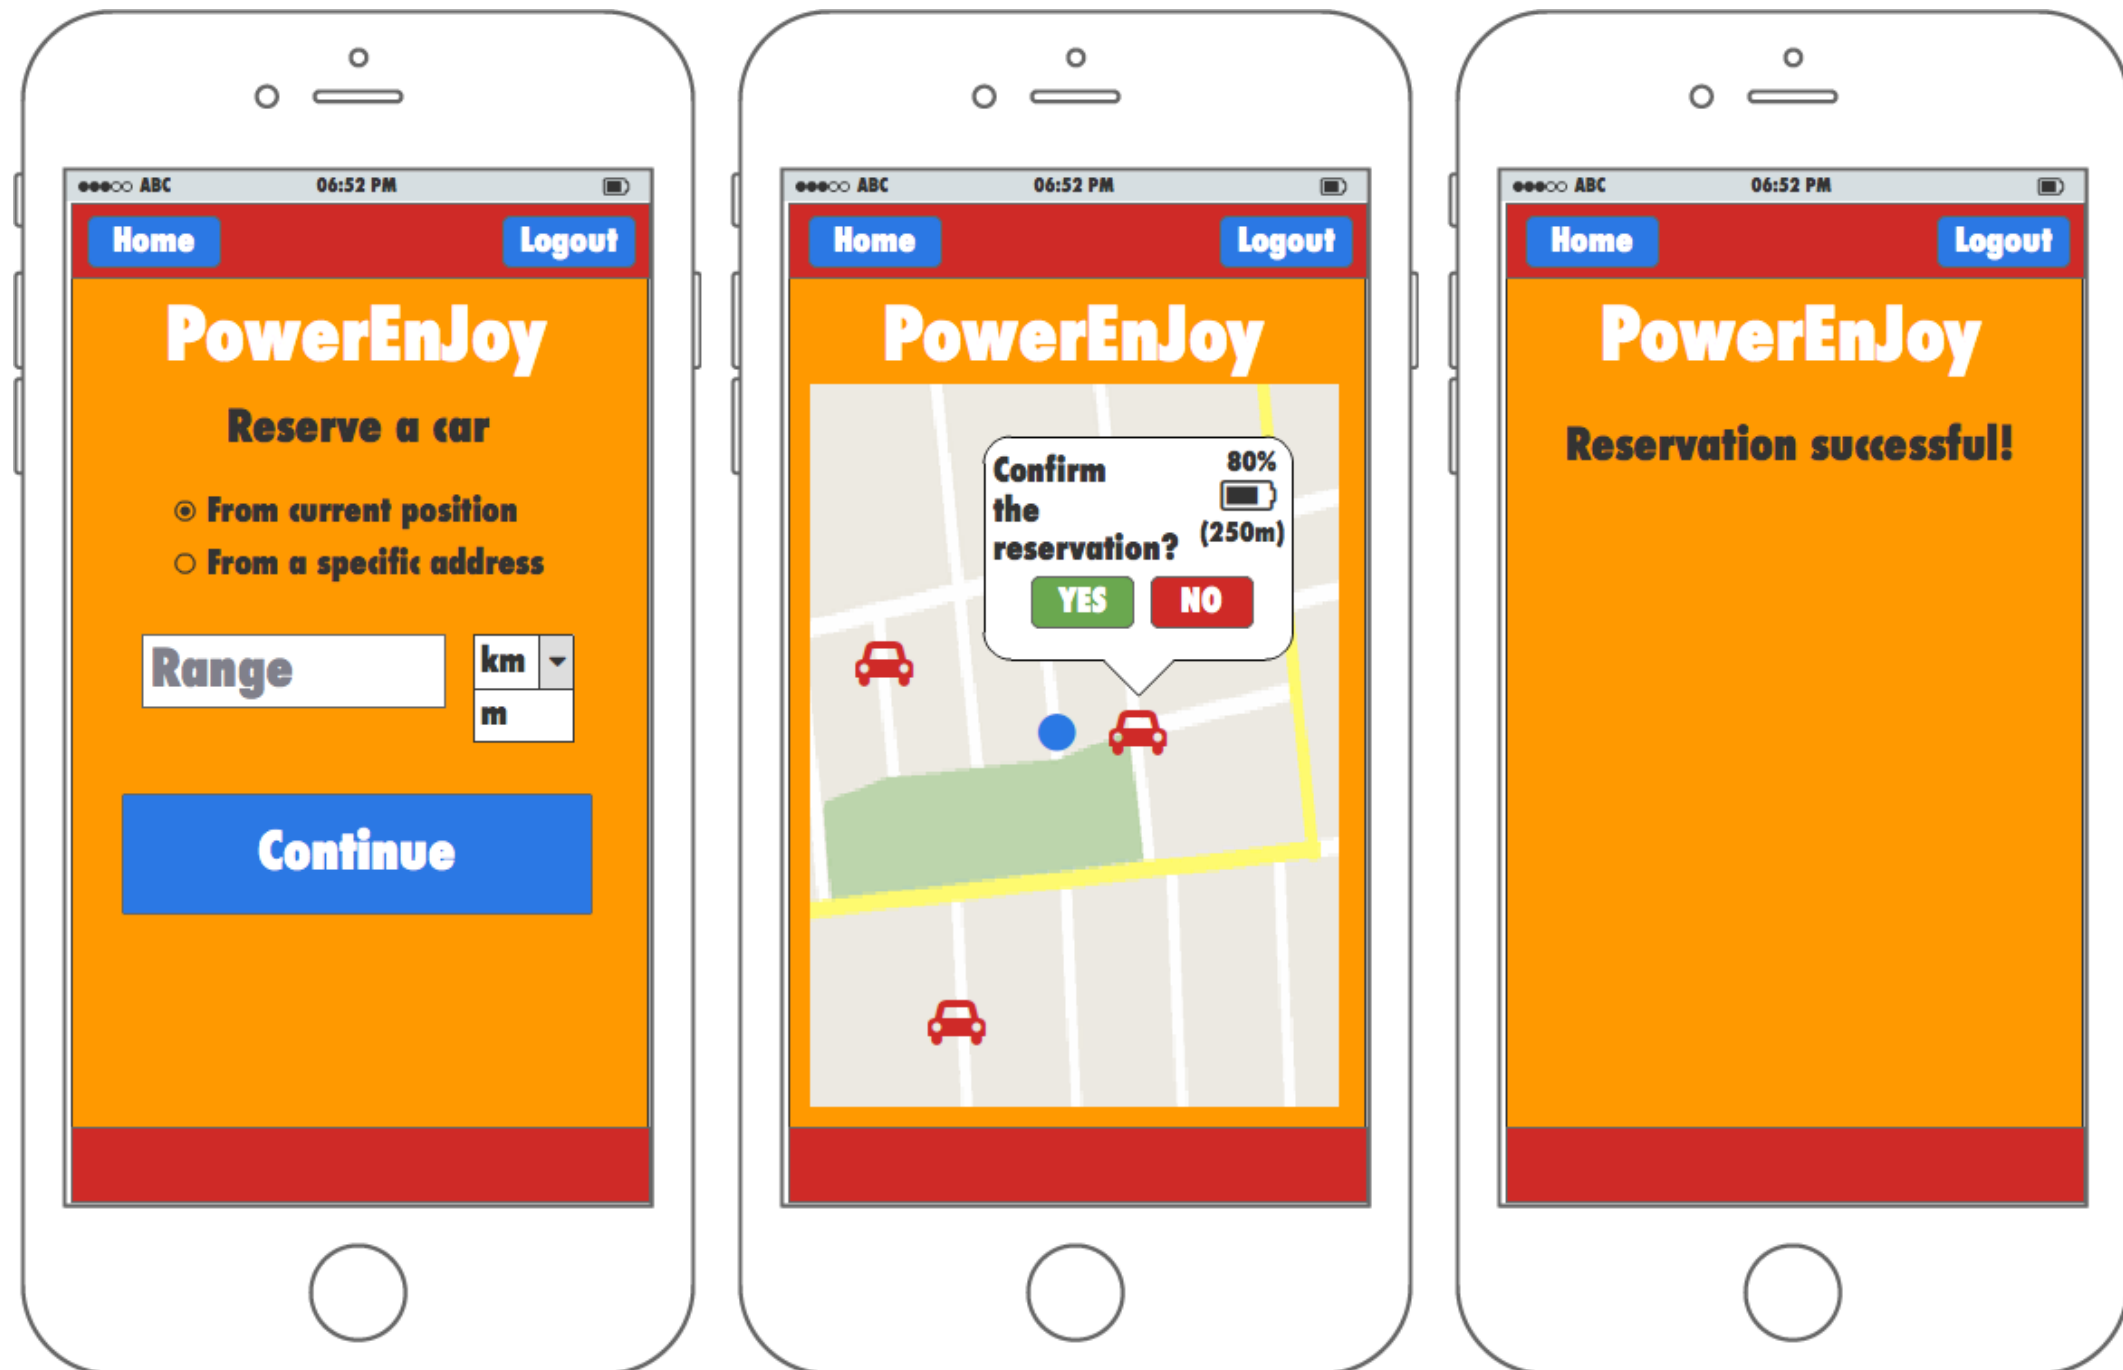 ABC 06:52 PM
Home Logout
PowerEnJoy
Reserve a car
From current position
From a specific address
Range km
m
Continue
ABC 06:52 PM
Home Logout
PowerEnJoy
Confirm
the
reservation?
80%
(250m)
YES NO
ABC 06:52 PM
Home Logout
PowerEnJoy
Reservation successful!